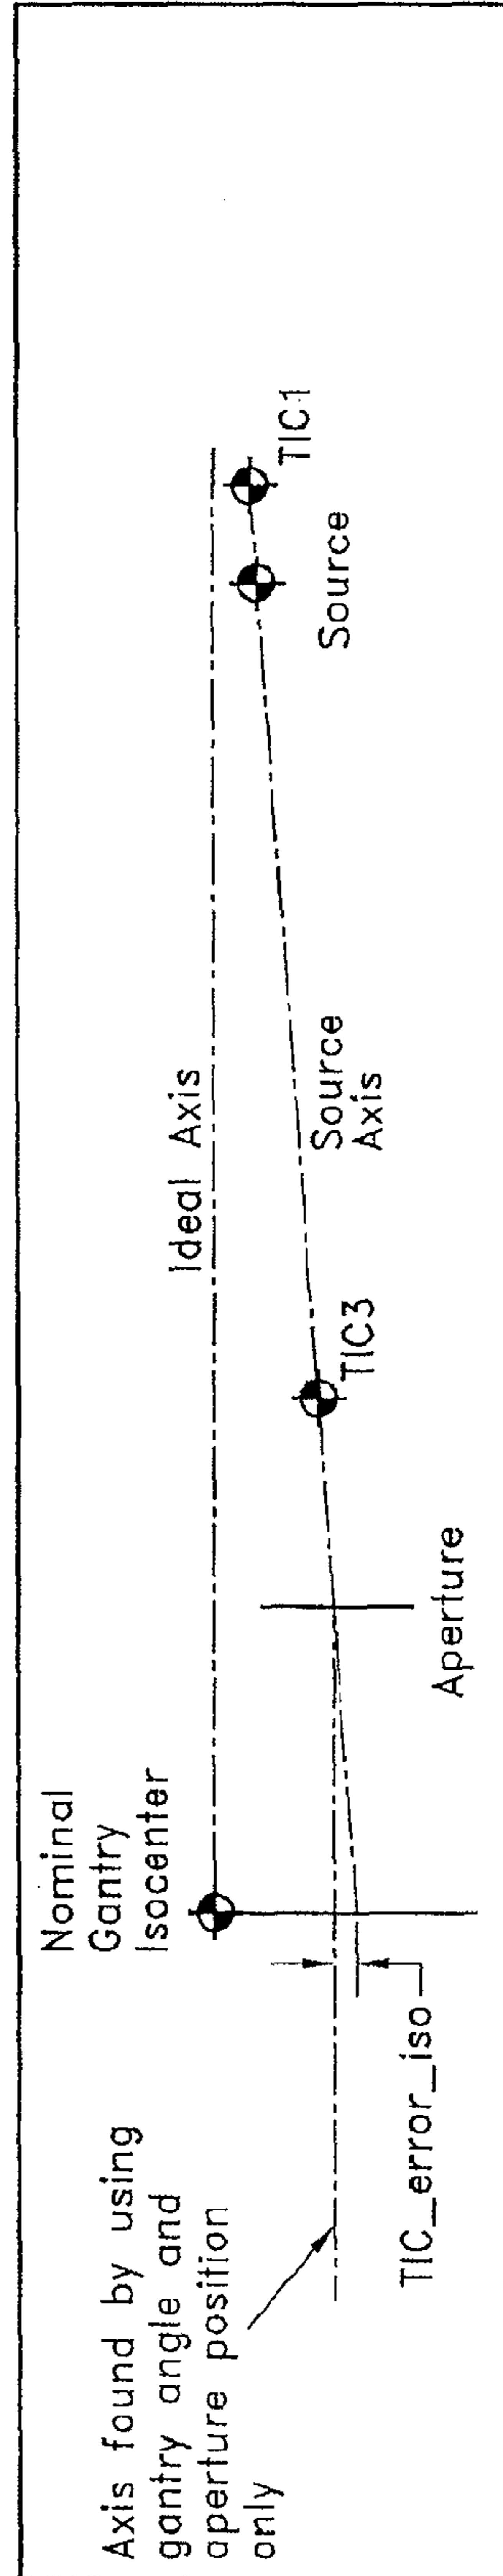 Axis found by using
gantry angle and
aperture position
only
Nominal
Gantry
Isocenter
TIC_error_iso
Aperture
TIC3
Ideal Axis
Source
Axis
Source
TIC1